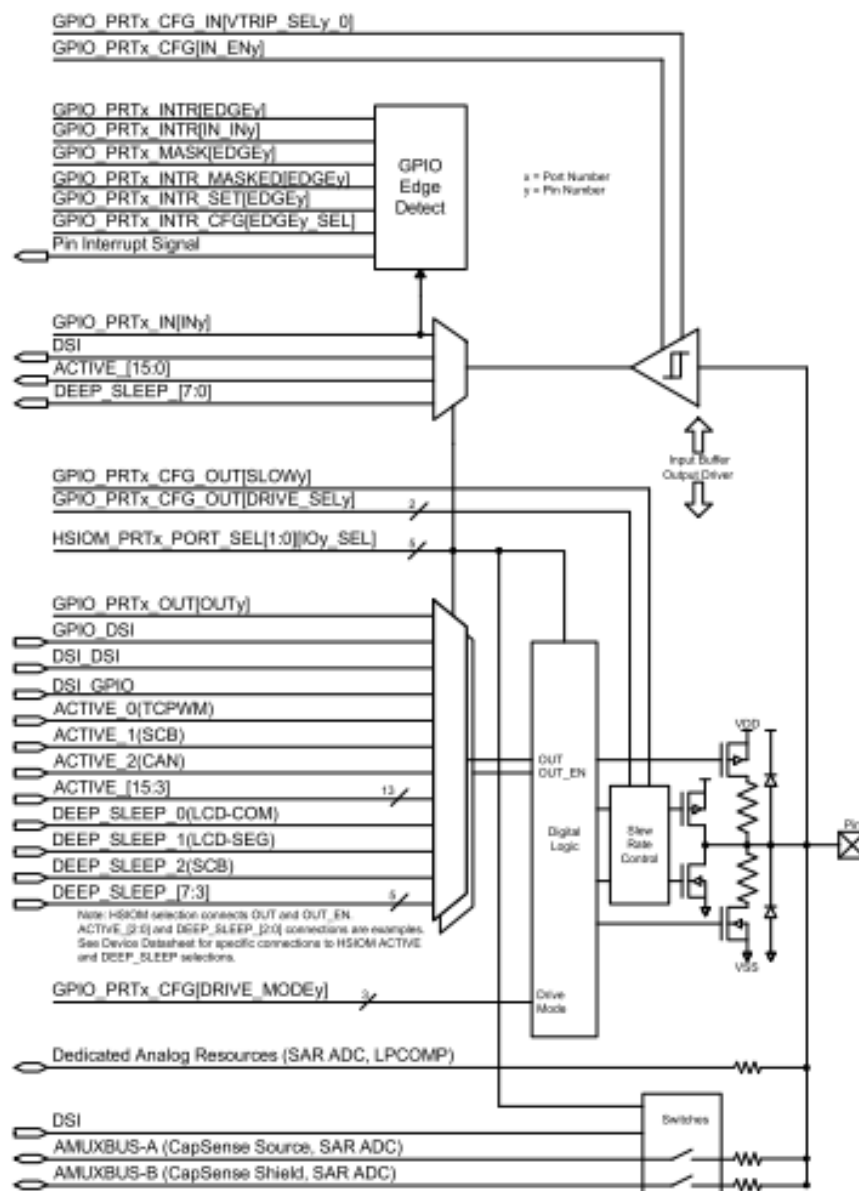 GPIO_PRTx_CFG_IN[VTRIP_SELy_0]
GPIO_PRTx_CFG[IN_ENy]
GPIO_PRTx_INTR[EDGEy]
GPIO_PRTx_INTR[IN_INy]
GPIO_PRTx_MASK[EDGEy]
GPIO_PRTx_INTR_MASKED[EDGEy]
GPIO_PRTx_INTR_SET[EDGEy]
GPIO_PRTx_INTR_CFG[EDGEy_SEL]
Pin Interrupt Signal
GPIO
Edge
Detect
x = Port Number
y = Pin Number
GPIO_PRTx_IN[INy]
DSI
ACTIVE_[15:0]
DEEP_SLEEP_[7:0]
Input Buffer
Output Driver
GPIO_PRTx_CFG_OUT[SLOWy]
GPIO_PRTx_CFG_OUT[DRIVE_SELy]
2
HSIOM_PRTx_PORT_SEL[1:0][IOy_SEL]
5
GPIO_PRTx_OUT[OUTy]
GPIO_DSI
DSI_DSI
DSI_GPIO
ACTIVE_0(TCPWM)
ACTIVE_1(SCB)
ACTIVE_2(CAN)
ACTIVE_[15:3]
13
DEEP_SLEEP_0(LCD-COM)
DEEP_SLEEP_1(LCD-SEG)
DEEP_SLEEP_2(SCB)
DEEP_SLEEP_[7:3]
5
Note: HSIOM selection connects OUT and OUT_EN.
ACTIVE_[2:0] and DEEP_SLEEP_[2:0] connections are examples.
See Device Datasheet for specific connections to HSIOM ACTIVE
and DEEP_SLEEP selections.
OUT
OUT_EN
Digital
Logic
Slew
Rate
Control
VDD
Pin
VSS
GPIO_PRTx_CFG[DRIVE_MODEy]
3
Drive
Mode
Dedicated Analog Resources (SAR ADC, LPCOMP)
Switches
DSI
AMUXBUS-A (CapSense Source, SAR ADC)
AMUXBUS-B (CapSense Shield, SAR ADC)